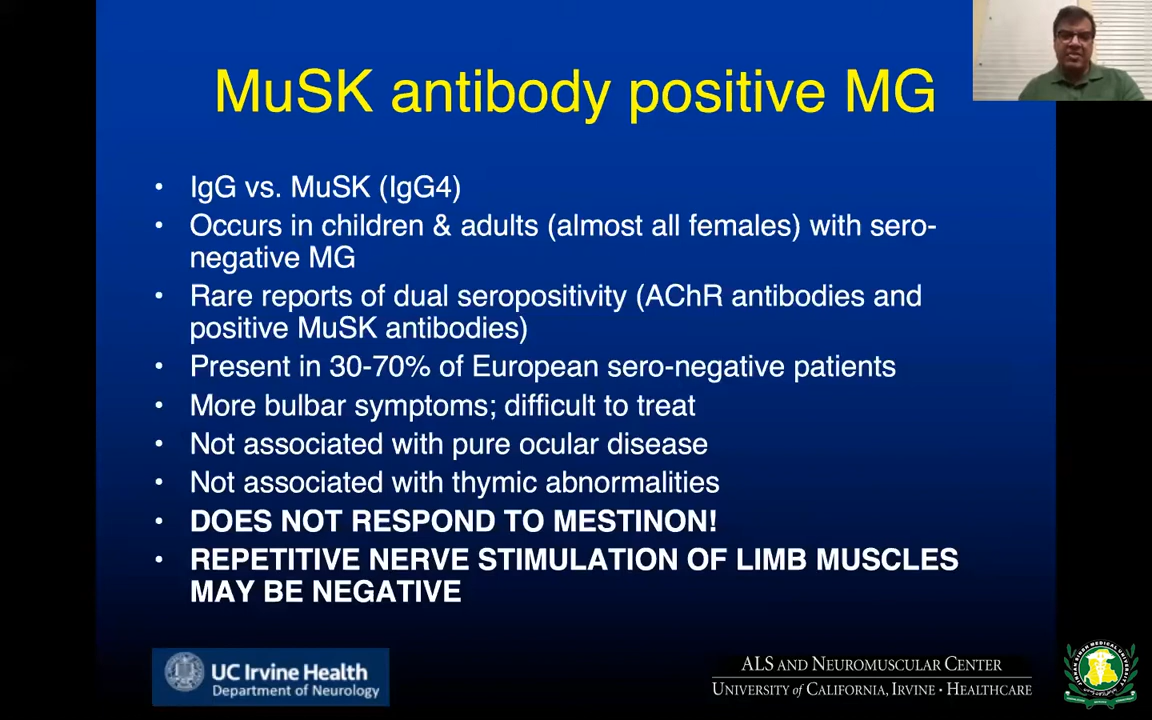 MuSK antibody positive MG
• IgG vs. MuSK (IgG4)
• Occurs in children & adults (almost all females) with sero-
negative MG
• Rare reports of dual seropositivity (AChR antibodies and
positive MuSK antibodies)
• Present in 30-70% of European sero-negative patients
• More bulbar symptoms; difficult to treat
• Not associated with pure ocular disease
• Not associated with thymic abnormalities
• DOES NOT RESPOND TO MESTINON!
• REPETITIVE NERVE STIMULATION OF LIMB MUSCLES
MAY BE NEGATIVE
UC Irvine Health
Department of Neurology
ALS AND NEUROMUSCULAR CENTER
UNIVERSITY of CALIFORNIA, IRVINE • HEALTHCARE